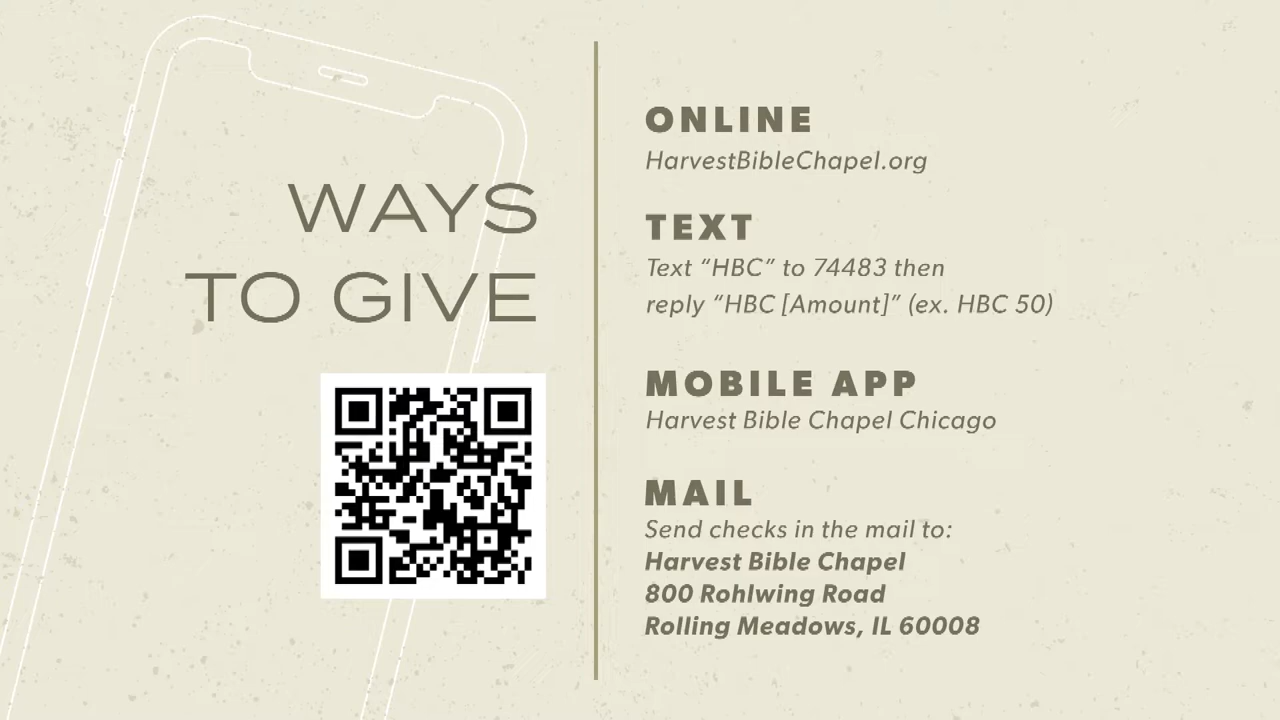 WAYS
TO GIVE
ONLINE
HarvestBibleChapel.org
TEXT
Text “HBC” to 74483 then
reply “HBC [Amount]” (ex. HBC 50)
MOBILE APP
Harvest Bible Chapel Chicago
MAIL
Send checks in the mail to:
Harvest Bible Chapel
800 Rohlwing Road
Rolling Meadows, IL 60008